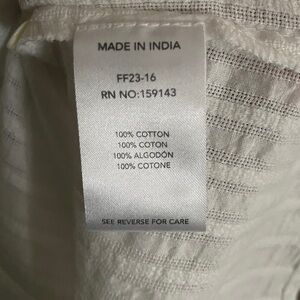 MADE IN INDIA
FF23-16
RN NO:159143
100% COTTON
100% COTON
100% ALGODÓN
100% COTONE
SEE REVERSE FOR CARE